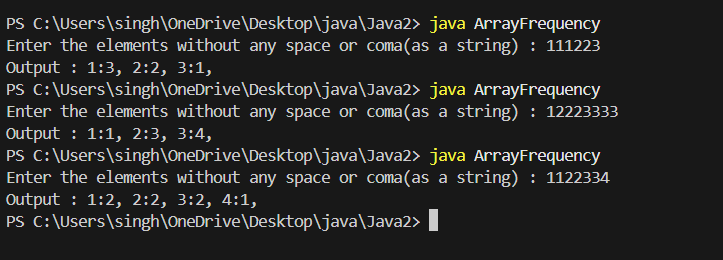 PS C:\Users\singh\OneDrive\Desktop\java\Java2> java ArrayFrequency
Enter the elements without any space or coma(as a string) : 111223
Output : 1:3, 2:2, 3:1,
PS C:\Users\singh\OneDrive\Desktop\java\Java2> java ArrayFrequency
Enter the elements without any space or coma(as a string) : 12223333
Output : 1:1, 2:3, 3:4,
PS C:\Users\singh\OneDrive\Desktop\java\Java2> java ArrayFrequency
Enter the elements without any space or coma(as a string) : 1122334
Output : 1:2, 2:2, 3:2, 4:1,
PS C:\Users\singh\OneDrive\Desktop\java\Java2>